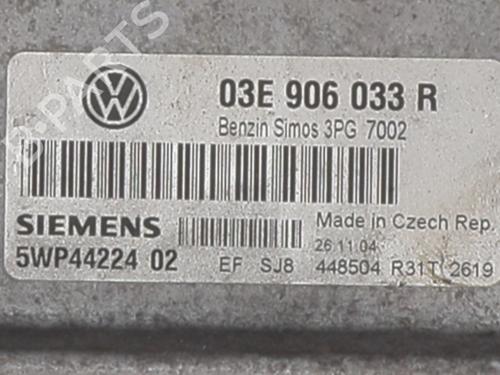 B-PARTS
03E 906 033 R
Benzin Simos 3PG 7002
SIEMENS
Made in Czech Rep.
26 11 04
5WP44224 02
EF SJ8 448504 R31T 2619